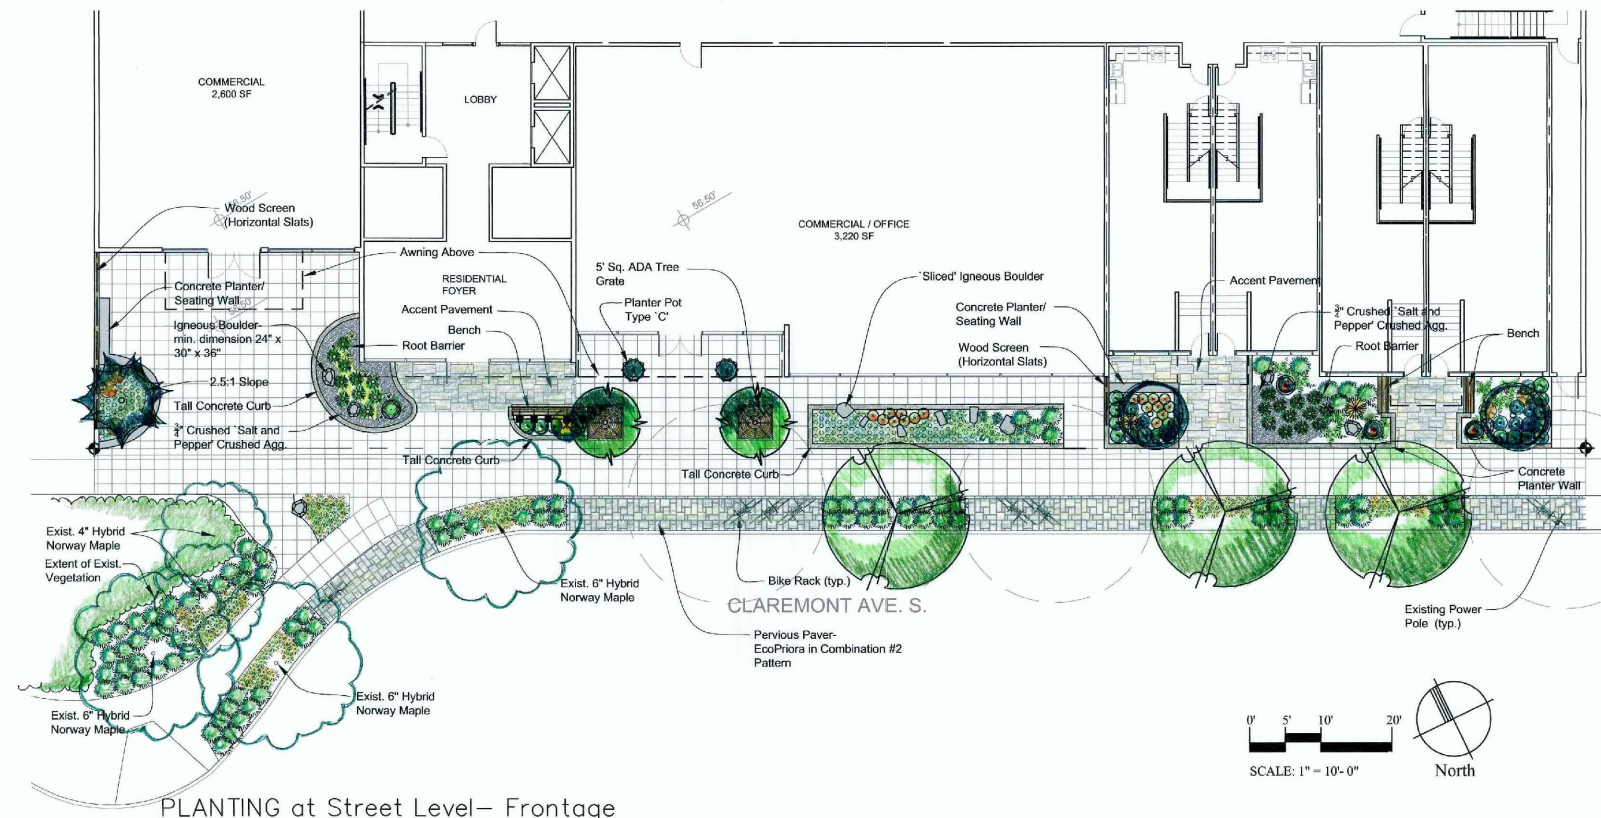 COMMERCIAL
2,600 SF
LOBBY
Wood Screen
(Horizontal Slats)
56.50'
COMMERCIAL / OFFICE
3,220 SF
Awning Above
RESIDENTIAL
FOYER
5' Sq. ADA Tree
Grate
`Sliced' Igneous Boulder
Accent Pavement
Concrete Planter/
Seating Wall
56.50'
Accent Pavement
Planter Pot
Type `C'
Concrete Planter/
Seating Wall
¾" Crushed `Salt and
Pepper' Crushed Agg.
Igneous Boulder-
min. dimension 24" x
30" x 36"
Bench
Root Barrier
Wood Screen
(Horizontal Slats)
Root Barrier
Bench
2.5:1 Slope
Tall Concrete Curb
¾" Crushed `Salt and
Pepper' Crushed Agg.
Tall Concrete Curb
Tall Concrete Curb
Concrete
Planter Wall
Exist. 4" Hybrid
Norway Maple
Extent of Exist.
Vegetation
Exist. 6" Hybrid
Norway Maple
Bike Rack (typ.)
CLAREMONT AVE. S.
Existing Power
Pole (typ.)
Pervious Paver-
EcoPriora in Combination #2
Pattern
Exist. 6" Hybrid
Norway Maple
Exist. 6" Hybrid
Norway Maple
0' 5' 10' 20'
SCALE: 1" = 10'- 0"
North
PLANTING at Street Level– Frontage